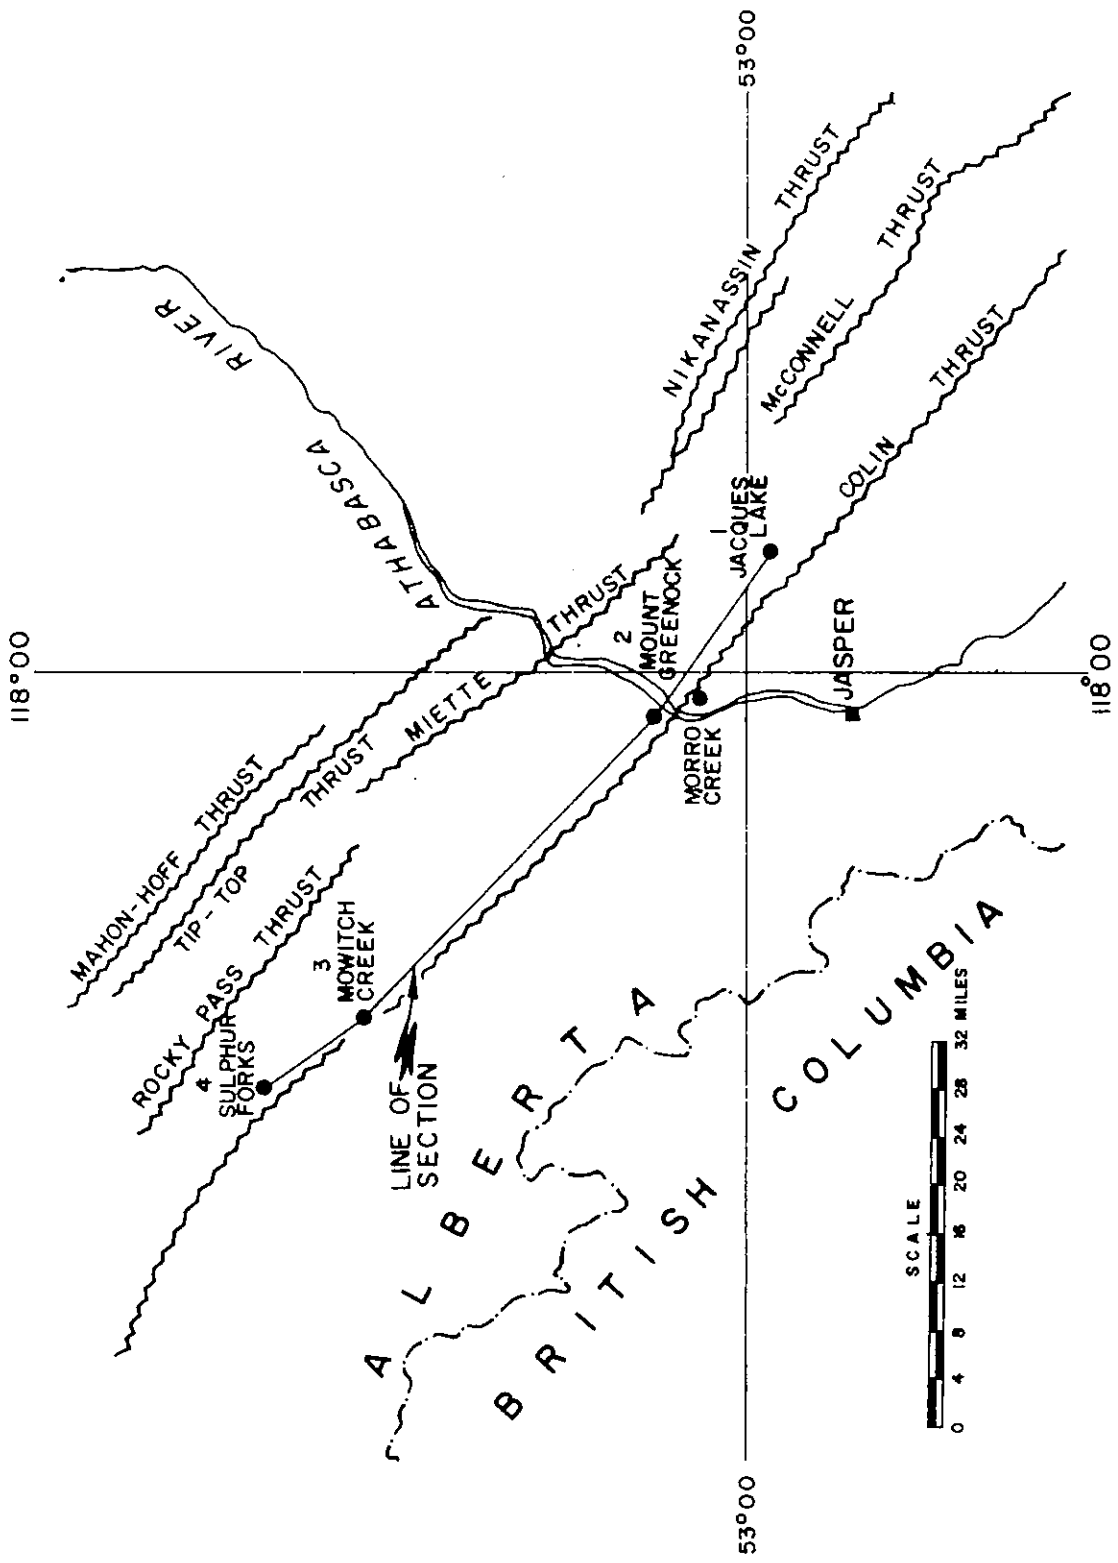 118°00
53°00
RIVER
ATHABASCA
MAHON-HOFF THRUST
TIP-TOP THRUST
ROCKY PASS THRUST
MIETTE THRUST
NIKANASSIN THRUST
McCONNELL THRUST
COLIN THRUST
4
SULPHUR
FORKS
3
MOWITCH
CREEK
2
MOUNT
GREENOCK
1
JACQUES
LAKE
MORRO
CREEK
JASPER
LINE OF
SECTION
ALBERTA
BRITISH COLUMBIA
SCALE
0 4 8 12 16 20 24 28 32 MILES
53°00
118°00